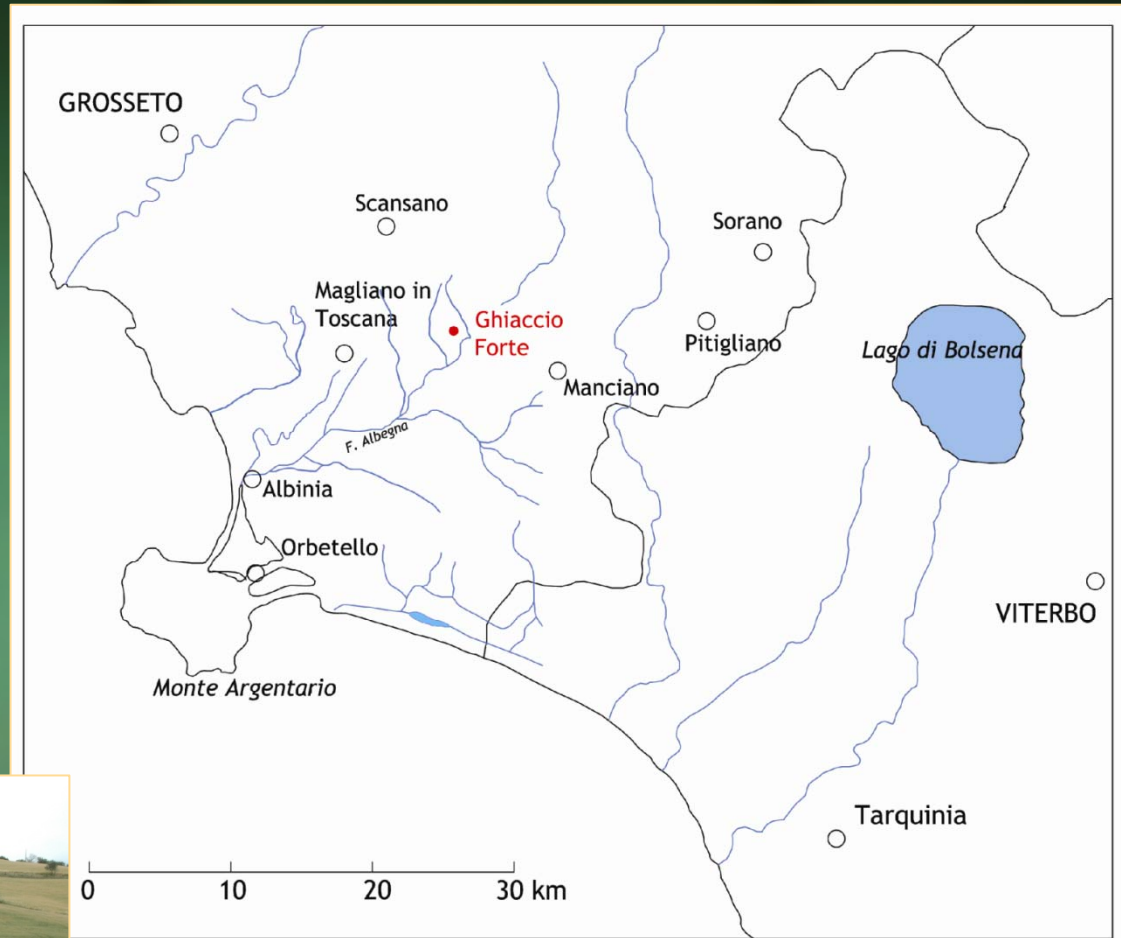 GROSSETO
Scansano
Sorano
Magliano in
Toscana
Ghiaccio
Forte
Pitigliano
Lago di Bolsena
Manciano
F. Albegna
Albinia
Orbetello
VITERBO
Monte Argentario
Tarquinia
0 10 20 30 km